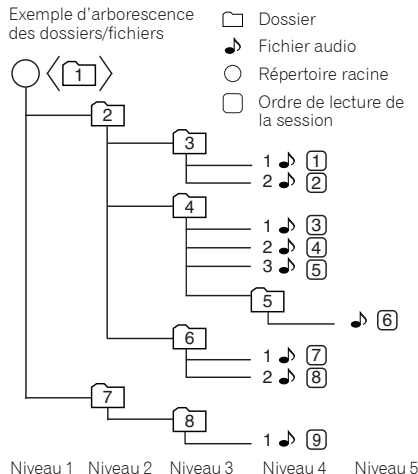 Exemple d'arborescence
des dossiers/fichiers
Dossier
Fichier audio
Répertoire racine
Ordre de lecture de
la session
1
2
3
1 1
2 2
4
1 3
2 4
3 5
5
6
6
1 7
2 8
7
8
1 9
Niveau 1 Niveau 2 Niveau 3 Niveau 4 Niveau 5